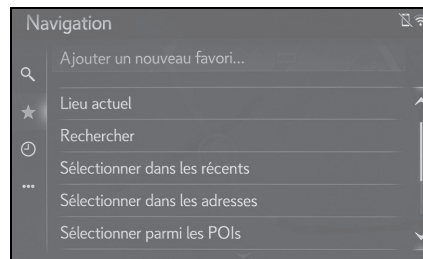 Navigation
Ajouter un nouveau favori...
Lieu actuel
Rechercher
Sélectionner dans les récents
Sélectionner dans les adresses
Sélectionner parmi les POIs